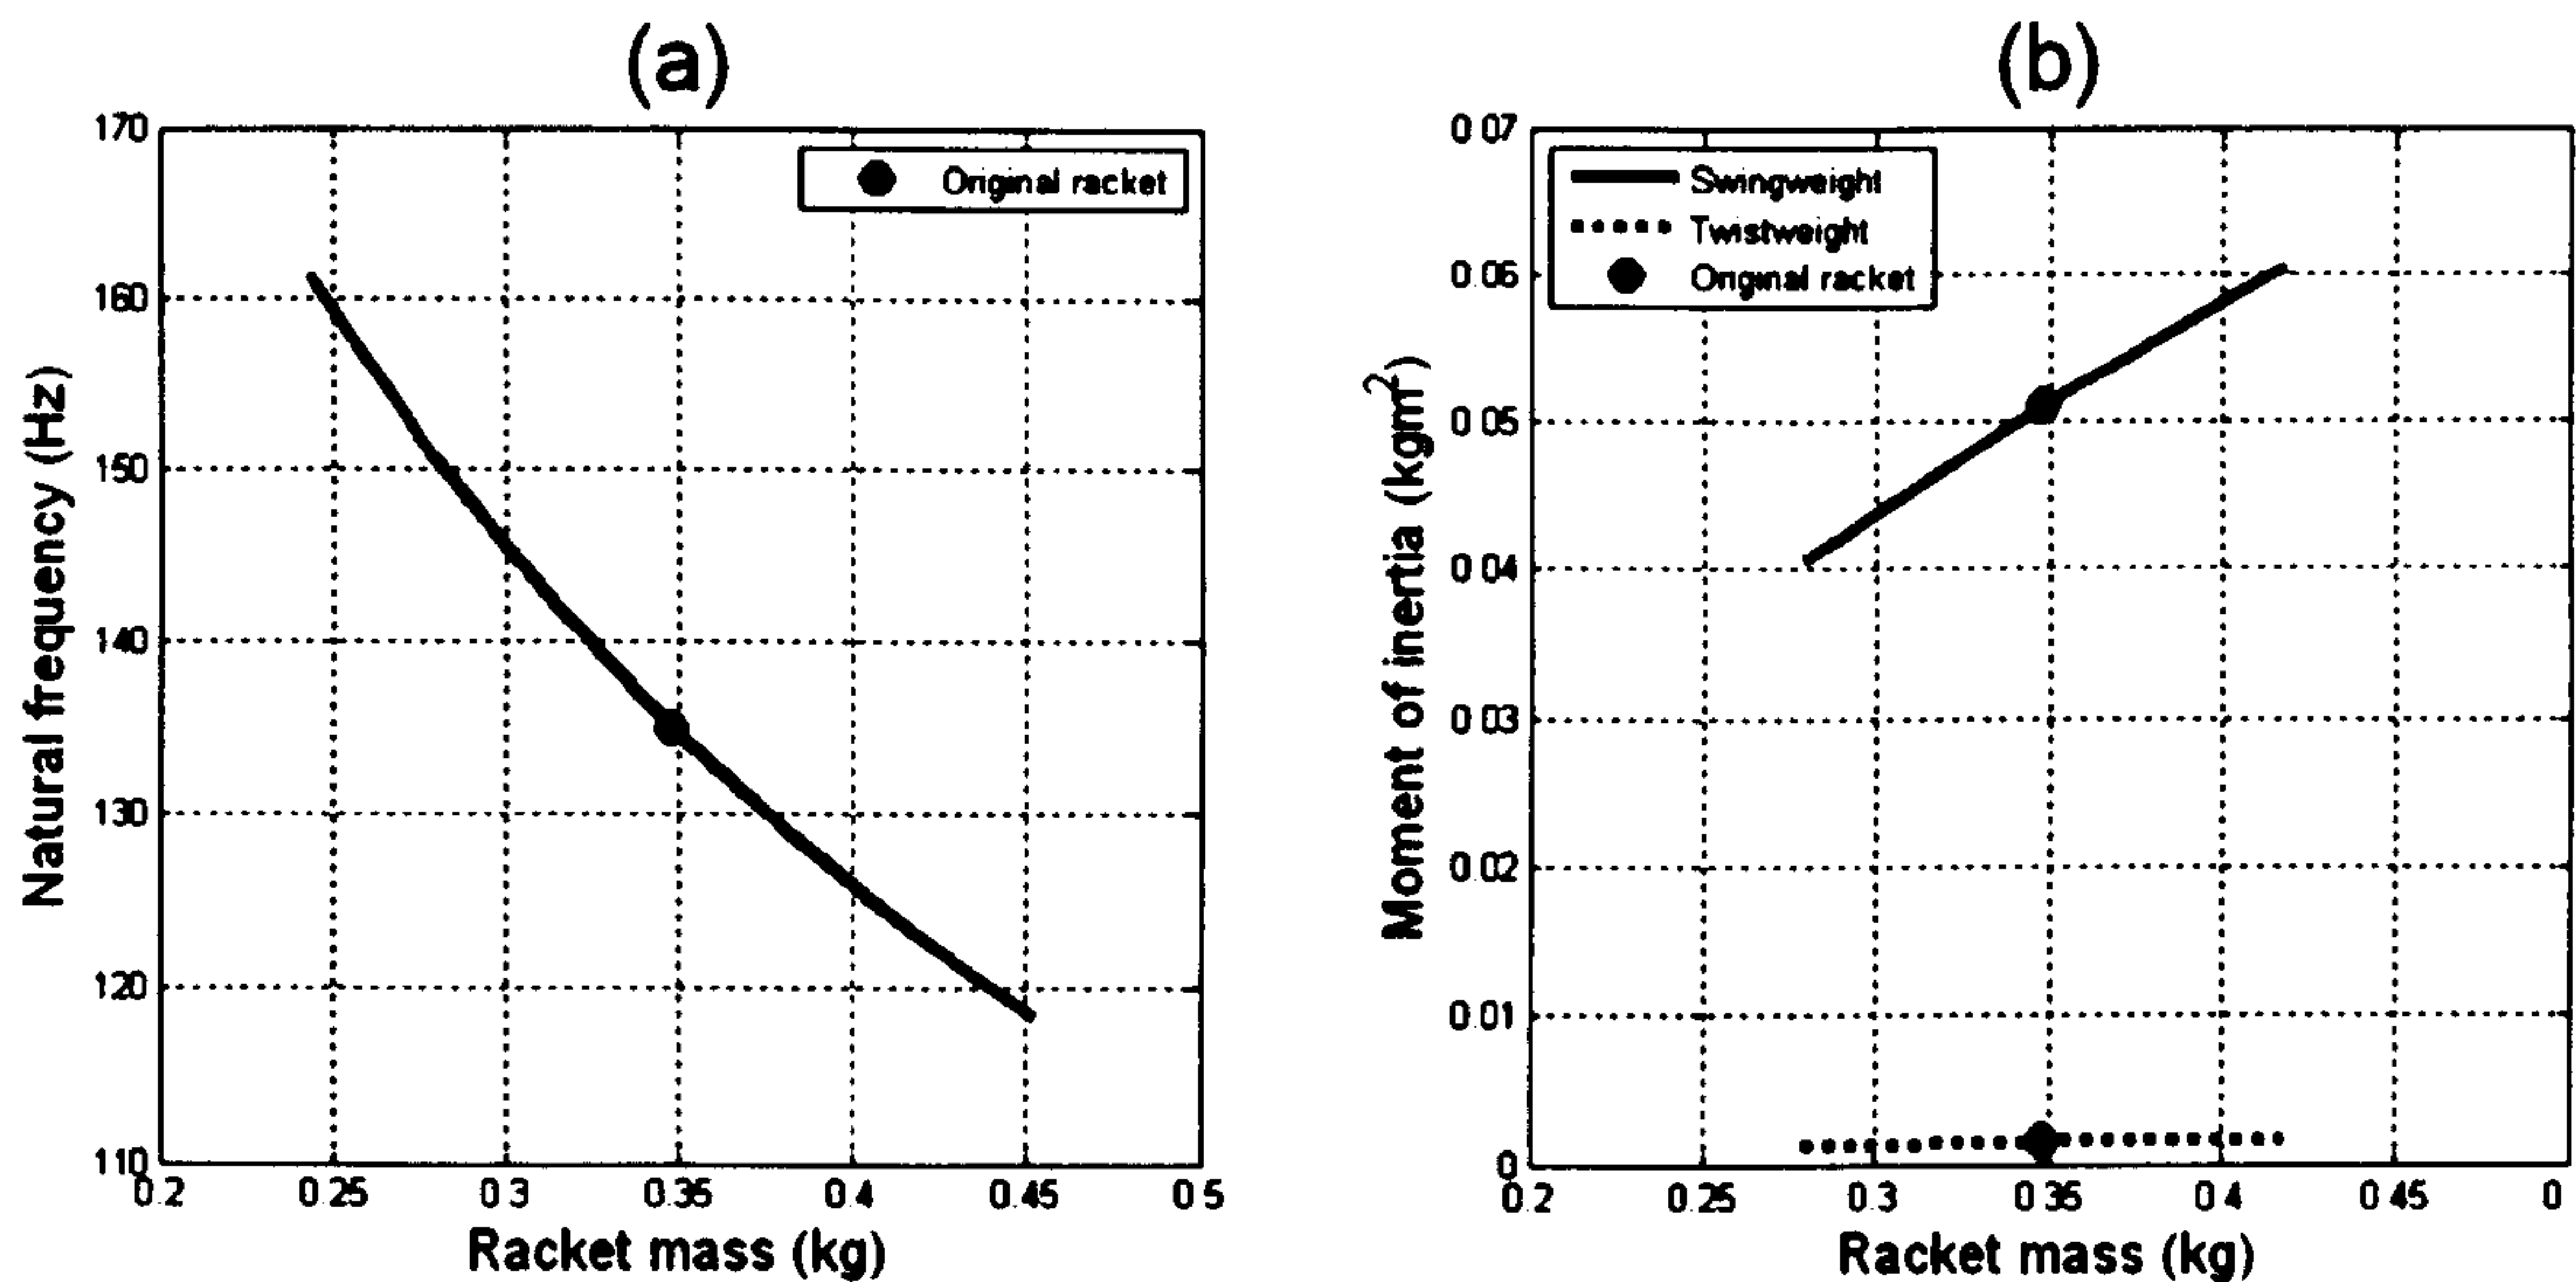 (a)
170
160
150
140
130
120
110
0.2
0.25
0.3
0.35
0.4
0.45
0.5
Natural frequency (Hz)
Racket mass (kg)
Original racket
(b)
0.07
0.06
0.05
0.04
0.03
0.02
0.01
0
0.2
0.25
0.3
0.35
0.4
0.45
0
Moment of inertia (kgm²)
Racket mass (kg)
Swingweight
Twistweight
Original racket